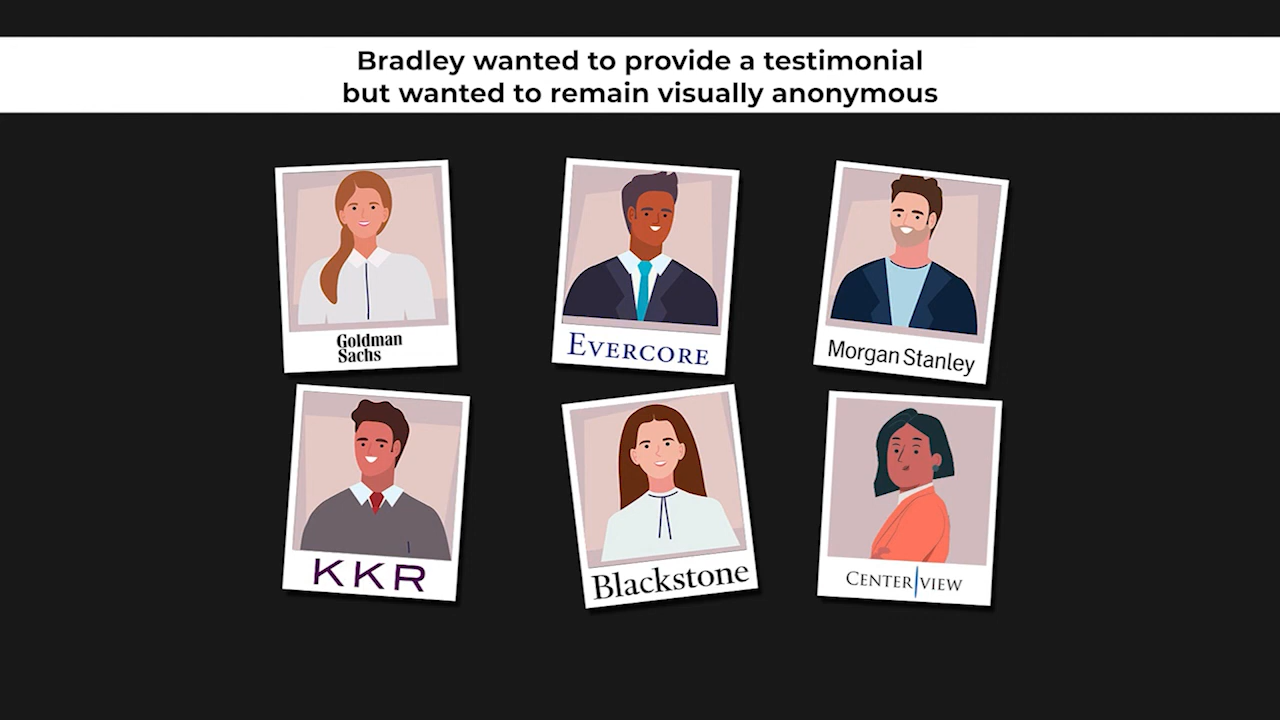 Bradley wanted to provide a testimonial
but wanted to remain visually anonymous
Goldman
Sachs
EVERCORE
Morgan Stanley
KKR
Blackstone
CENTERVIEW